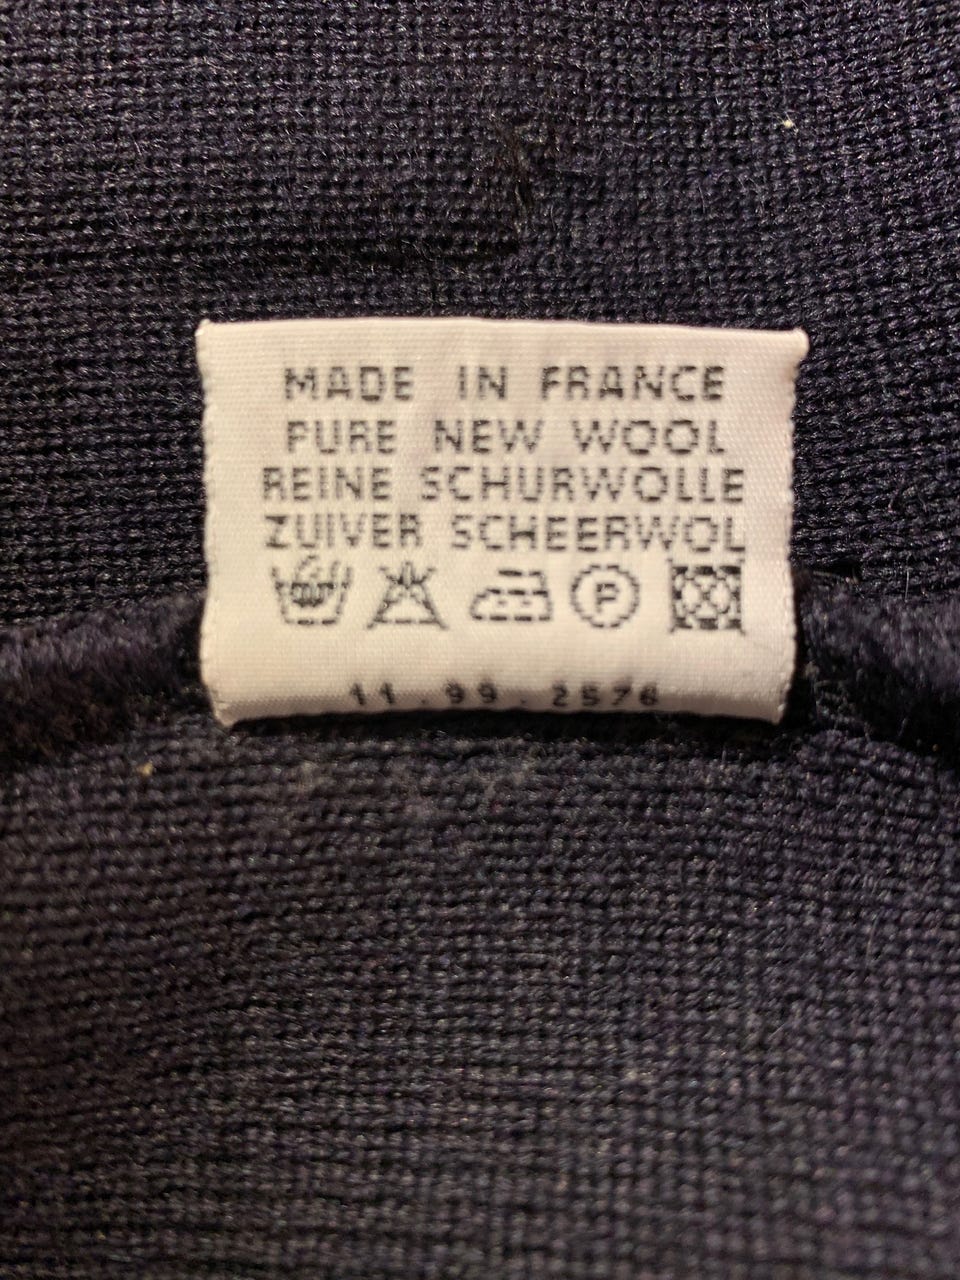 MADE IN FRANCE
PURE NEW WOOL
REINE SCHURWOLLE
ZUIVER SCHEERWOL
P
11.99.2576